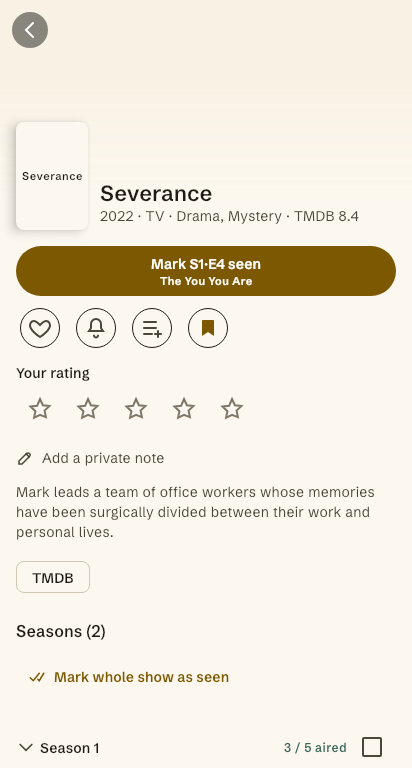 Severance
Severance
2022 · TV · Drama, Mystery · TMDB 8.4
Mark S1·E4 seen
The You You Are
Your rating
Add a private note
Mark leads a team of office workers whose memories
have been surgically divided between their work and
personal lives.
TMDB
Seasons (2)
Mark whole show as seen
Season 1
3 / 5 aired